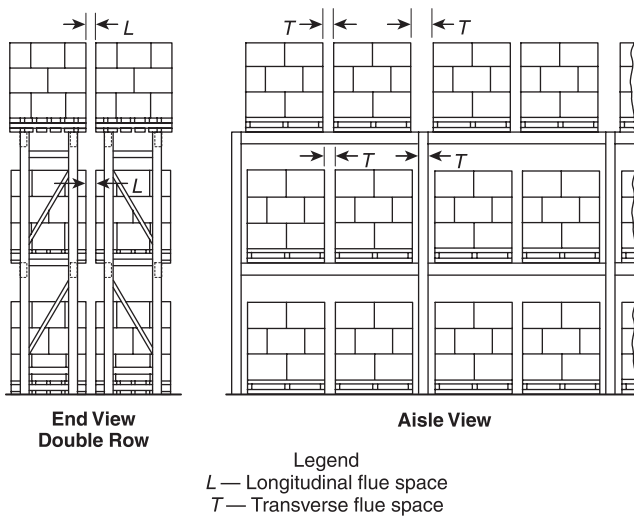 L
T
T
T
T
L
End View
Double Row
Aisle View
Legend
L — Longitudinal flue space
T — Transverse flue space